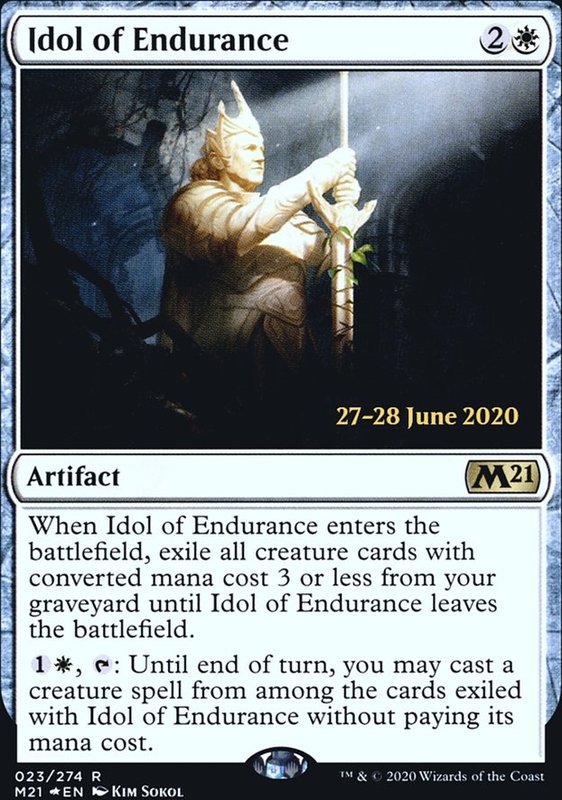 Idol of Endurance 2
27–28 June 2020
Artifact M21
When Idol of Endurance enters the
battlefield, exile all creature cards with
converted mana cost 3 or less from your
graveyard until Idol of Endurance leaves
the battlefield.
1, : Until end of turn, you may cast a
creature spell from among the cards exiled
with Idol of Endurance without paying its
mana cost.
023/274 R
M21 ★ EN Kim Sokol
™ & © 2020 Wizards of the Coast